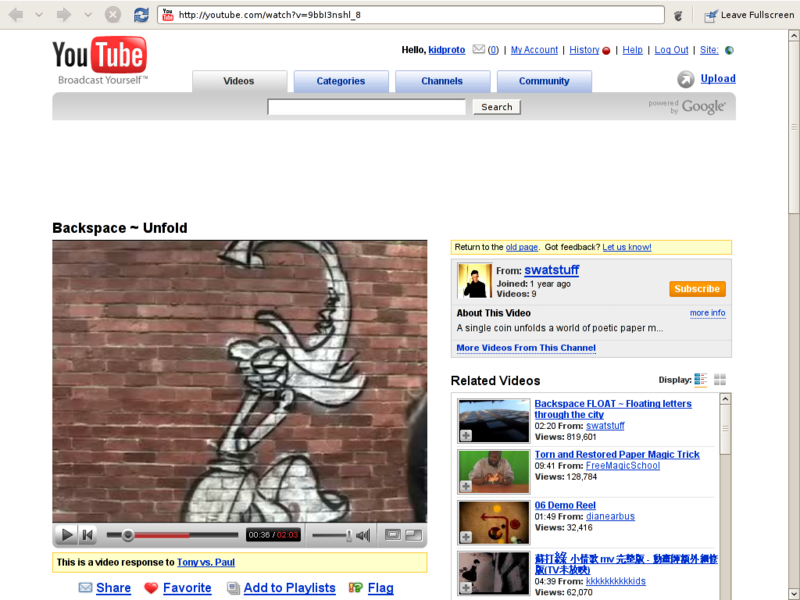 http://youtube.com/watch?v=9bbI3nshl_8
Leave Fullscreen
YouTube
Broadcast Yourself™
Hello, kidproto (0) | My Account | History | Help | Log Out | Site:
Videos
Categories
Channels
Community
Upload
Search
powered by Google
Backspace ~ Unfold
Return to the old page. Got feedback? Let us know!
From: swatstuff
Joined: 1 year ago
Videos: 9
Subscribe
About This Video
more info
A single coin unfolds a world of poetic paper m...
More Videos From This Channel
Related Videos
Display:
Backspace FLOAT ~ Floating letters
through the city
02:20 From: swatstuff
Views: 819,601
Torn and Restored Paper Magic Trick
09:41 From: FreeMagicSchool
Views: 128,784
06 Demo Reel
01:49 From: dianearbus
Views: 32,416
蘇打綠 小情歌 mv 完整版 - 動畫師額外續修
版(TV未放映)
04:39 From: kkkkkkkkkkids
Views: 62,070
00:36 / 02:03
This is a video response to Tony vs. Paul
Share
Favorite
Add to Playlists
Flag